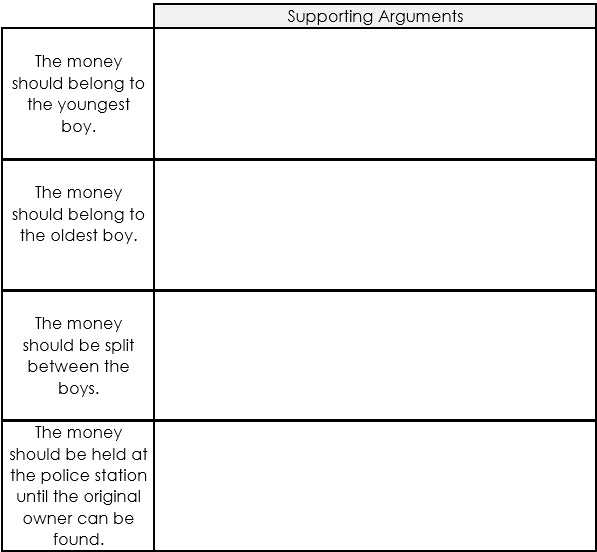 Supporting Arguments
The money
should belong to
the youngest
boy.
The money
should belong to
the oldest boy.
The money
should be split
between the
boys.
The money
should be held at
the police station
until the original
owner can be
found.